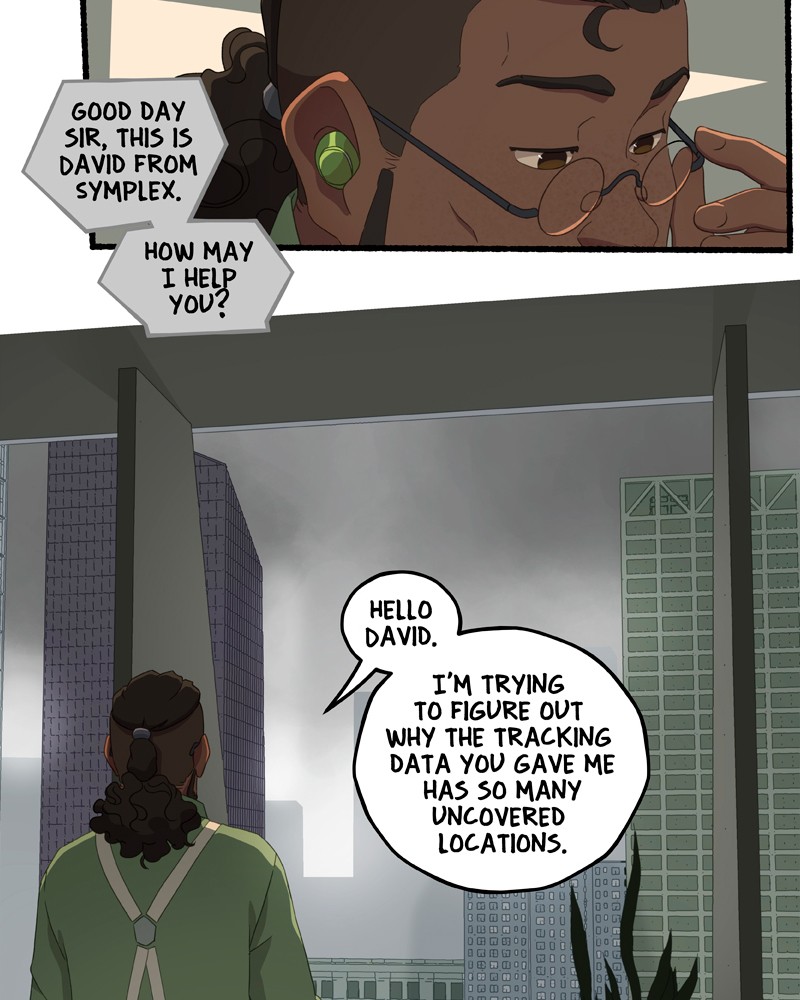 GOOD DAY
SIR, THIS IS
DAVID FROM
SYMPLEX.
HOW MAY
I HELP
YOU?
HELLO
DAVID.
I'M TRYING
TO FIGURE OUT
WHY THE TRACKING
DATA YOU GAVE ME
HAS SO MANY
UNCOVERED
LOCATIONS.